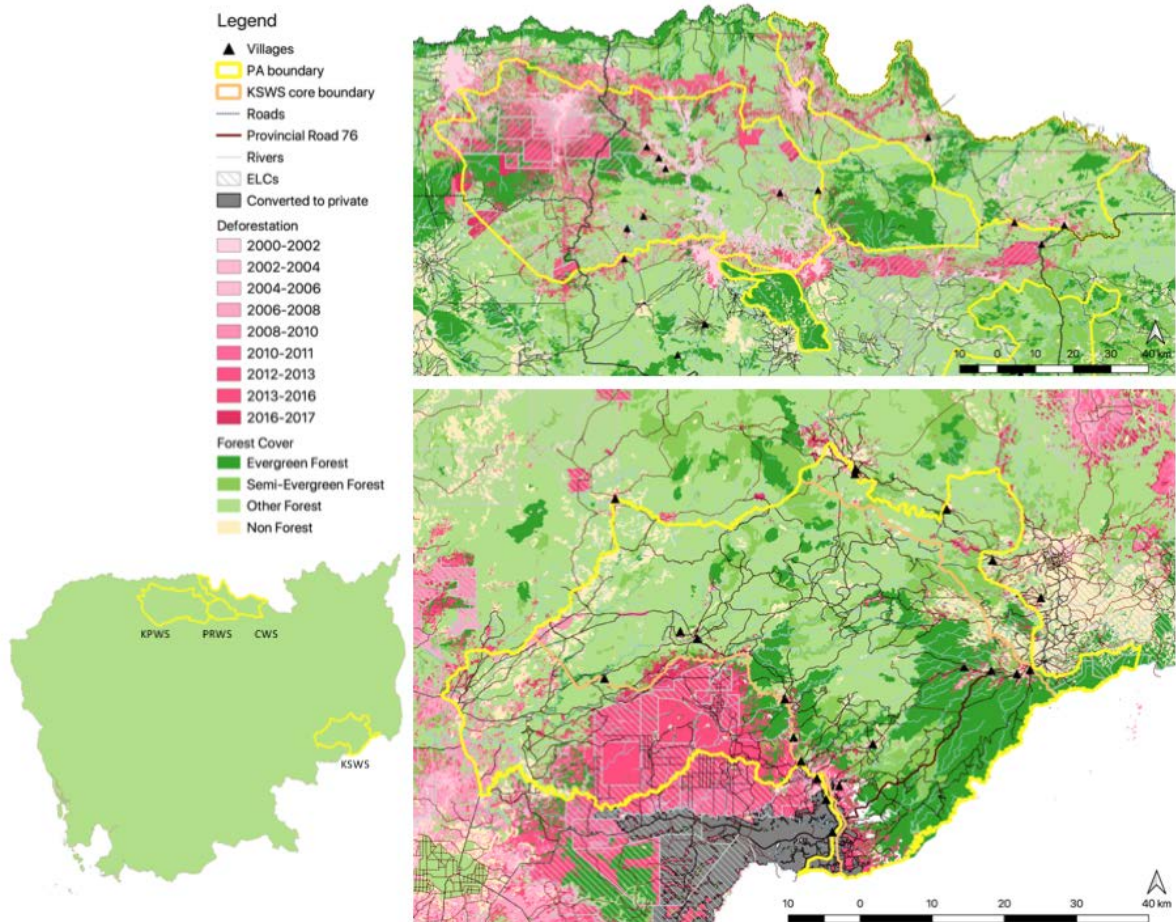 Legend
Villages
PA boundary
KSWS core boundary
Roads
Provincial Road 76
Rivers
ELCs
Converted to private
Deforestation
2000-2002
2002-2004
2004-2006
2006-2008
2008-2010
2010-2011
2012-2013
2013-2016
2016-2017
Forest Cover
Evergreen Forest
Semi-Evergreen Forest
Other Forest
Non Forest
KPWS
PRWS
CWS
KSWS
10 0 10 20 30 40 km
10 0 10 20 30 40 km